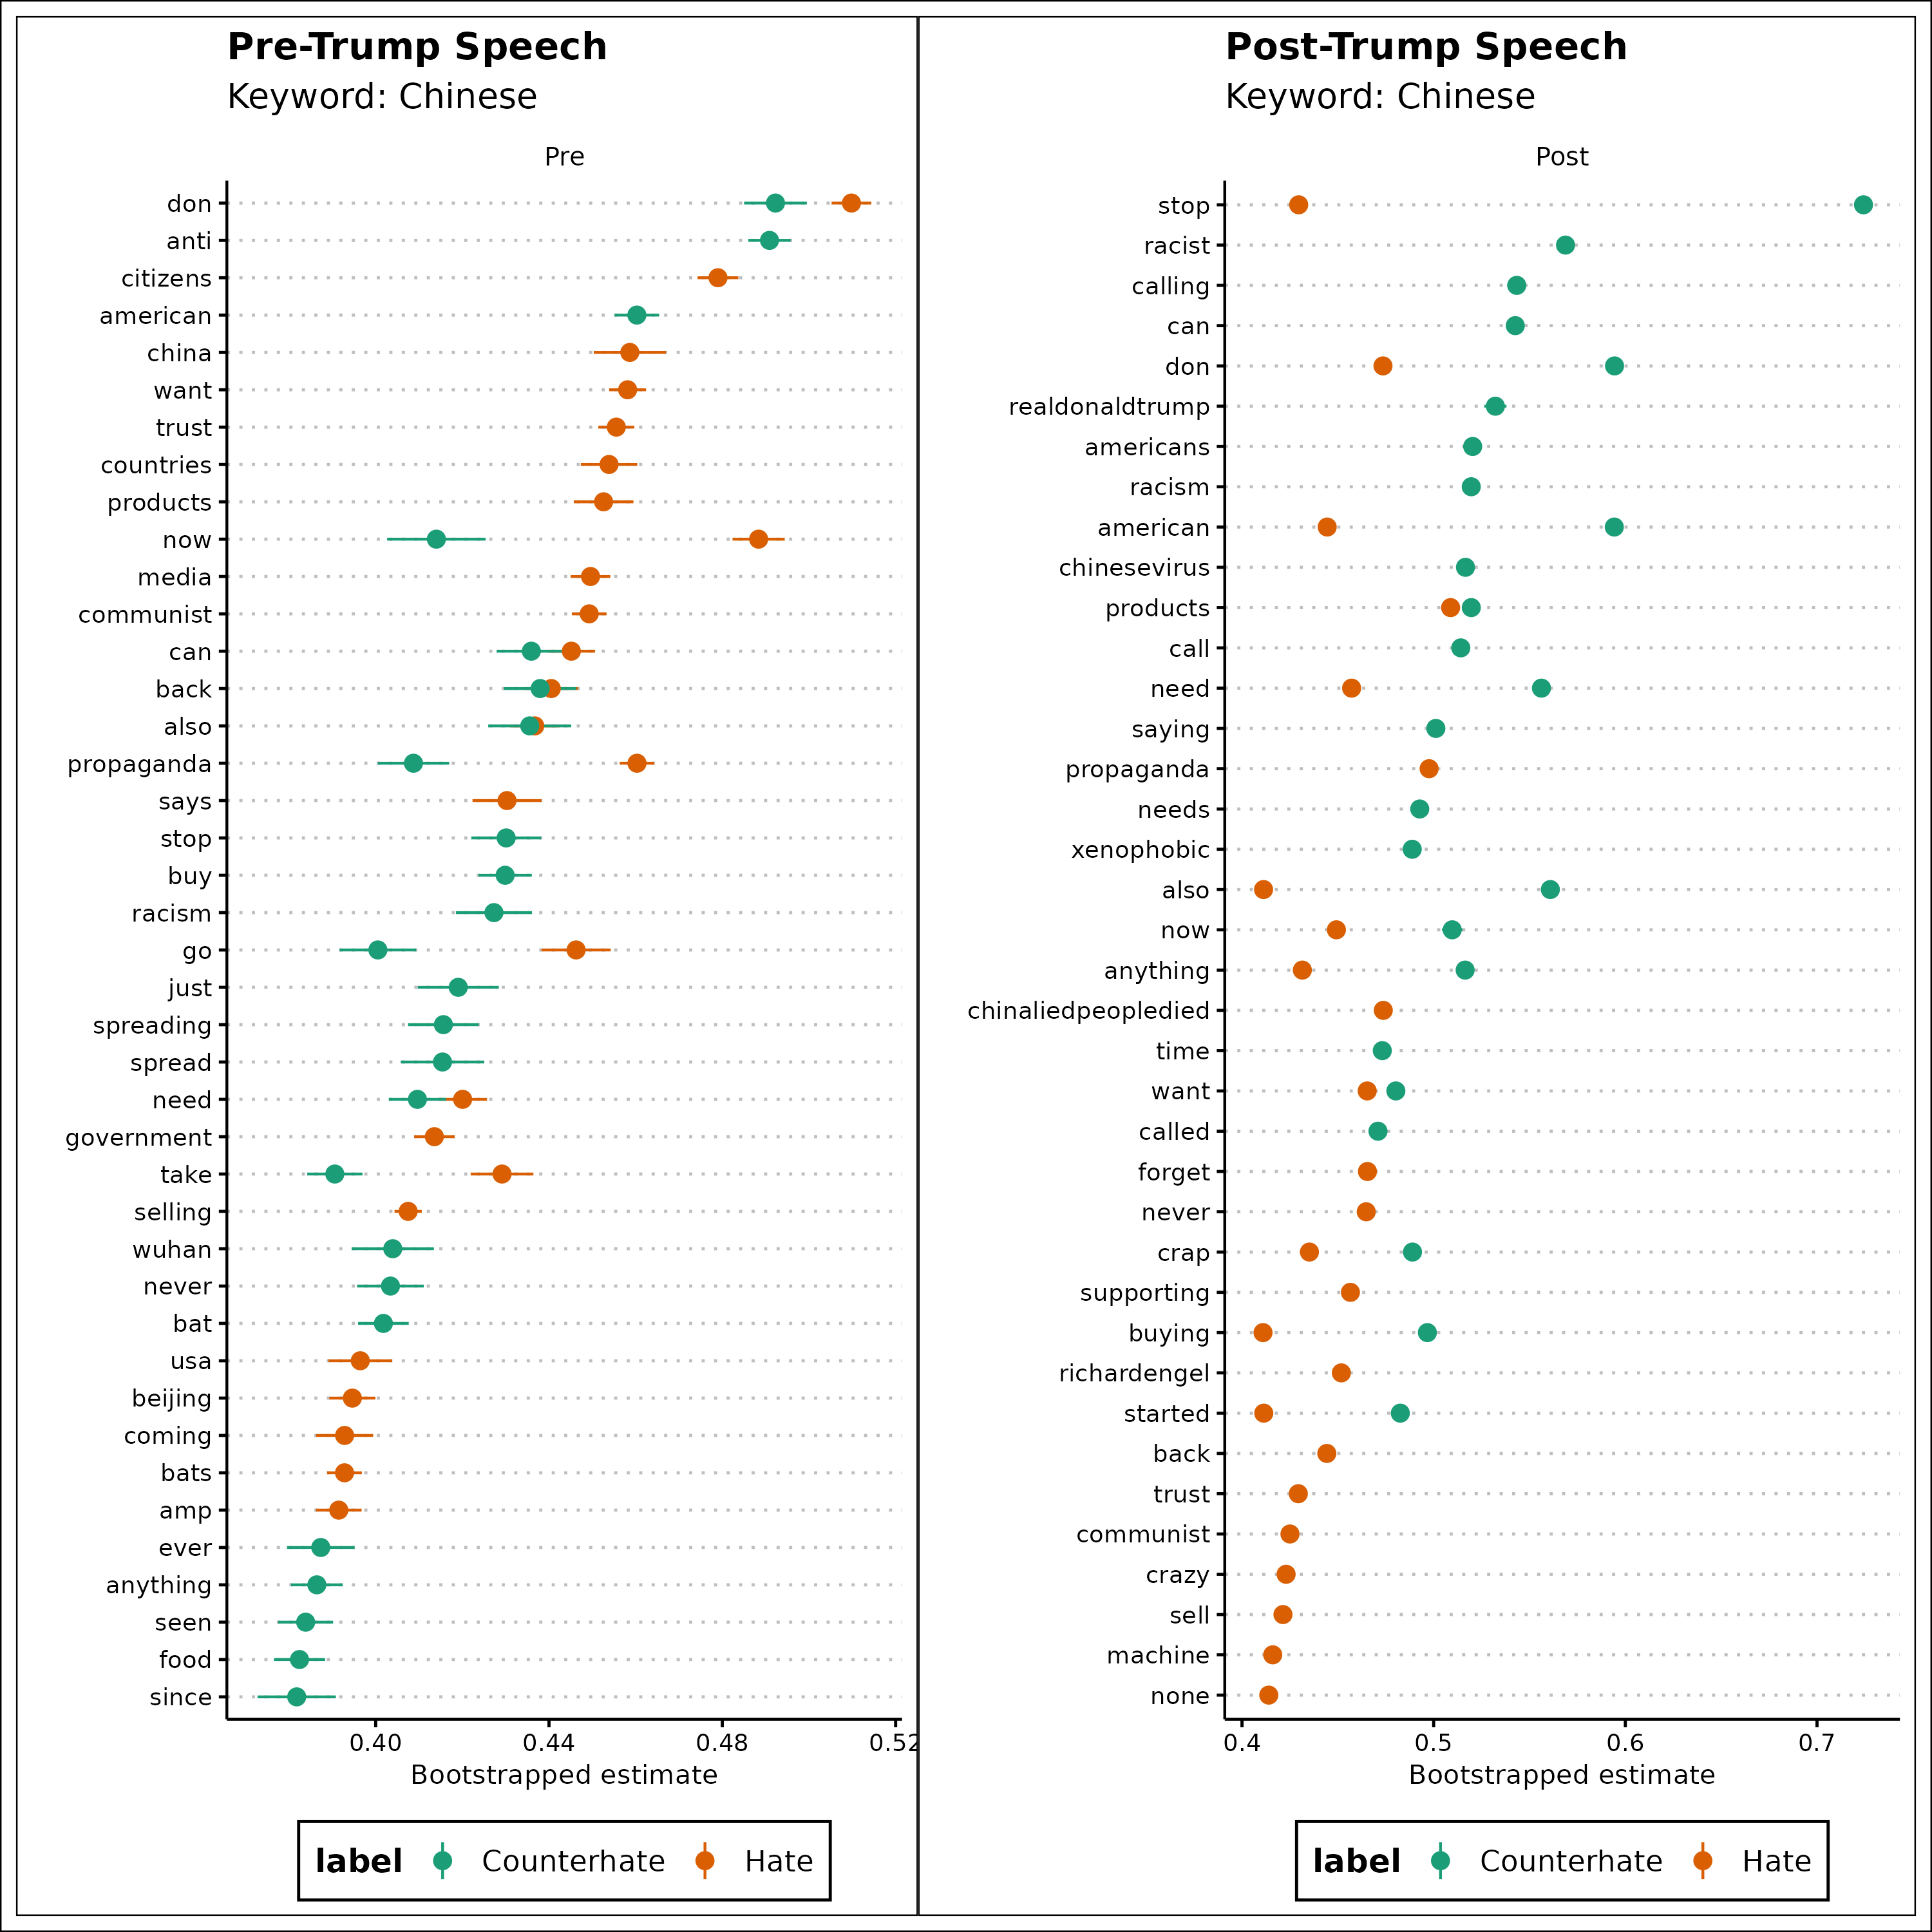 Pre-Trump Speech
Keyword: Chinese
Pre
don
anti
citizens
american
china
want
trust
countries
products
now
media
communist
can
back
also
propaganda
says
stop
buy
racism
go
just
spreading
spread
need
government
take
selling
wuhan
never
bat
usa
beijing
coming
bats
amp
ever
anything
seen
food
since
0.40 0.44 0.48 0.52
Bootstrapped estimate
label Counterhate Hate
Post-Trump Speech
Keyword: Chinese
Post
stop
racist
calling
can
don
realdonaldtrump
americans
racism
american
chinesevirus
products
call
need
saying
propaganda
needs
xenophobic
also
now
anything
chinaliedpeopledied
time
want
called
forget
never
crap
supporting
buying
richardengel
started
back
trust
communist
crazy
sell
machine
none
0.4 0.5 0.6 0.7
Bootstrapped estimate
label Counterhate Hate